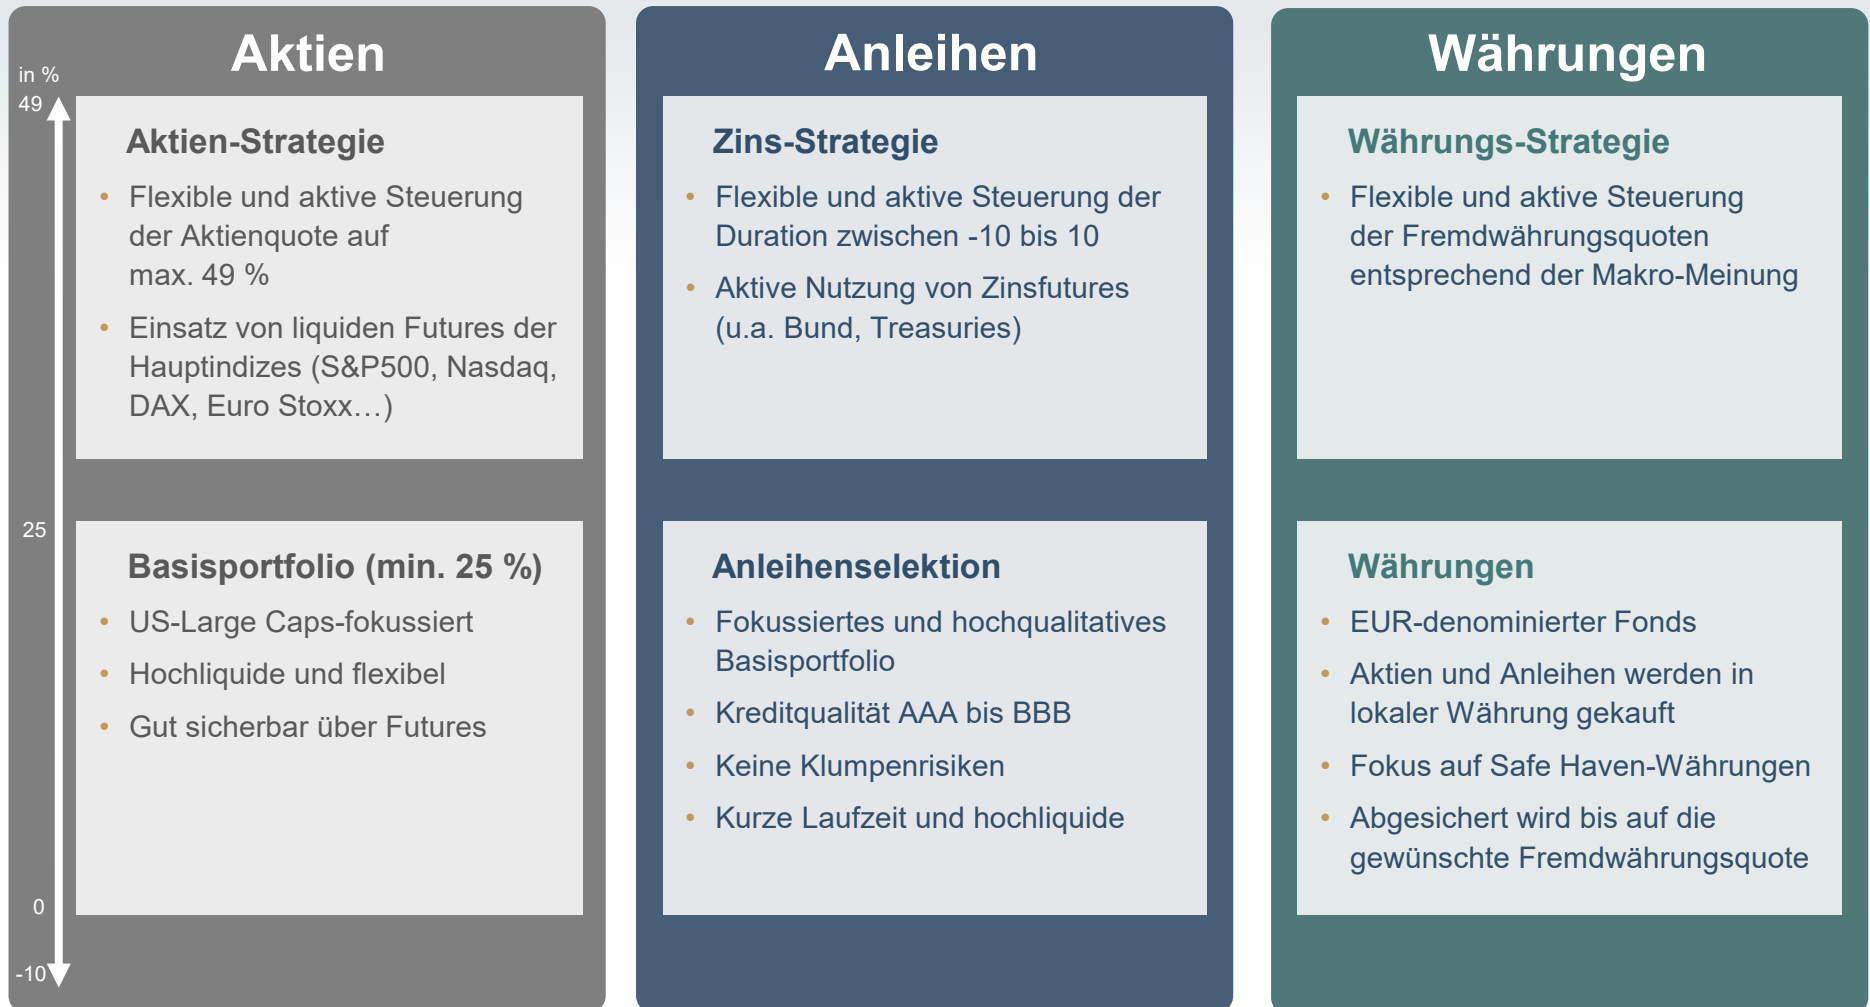 Aktien
in %
49
Aktien-Strategie
• Flexible und aktive Steuerung
der Aktienquote auf
max. 49 %
• Einsatz von liquiden Futures der
Hauptindizes (S&P500, Nasdaq,
DAX, Euro Stoxx…)
25
Basisportfolio (min. 25 %)
• US-Large Caps-fokussiert
• Hochliquide und flexibel
• Gut sicherbar über Futures
0
-10
Anleihen
Zins-Strategie
• Flexible und aktive Steuerung der
Duration zwischen -10 bis 10
• Aktive Nutzung von Zinsfutures
(u.a. Bund, Treasuries)
Anleihenselektion
• Fokussiertes und hochqualitatives
Basisportfolio
• Kreditqualität AAA bis BBB
• Keine Klumpenrisiken
• Kurze Laufzeit und hochliquide
Währungen
Währungs-Strategie
• Flexible und aktive Steuerung
der Fremdwährungsquoten
entsprechend der Makro-Meinung
Währungen
• EUR-denominierter Fonds
• Aktien und Anleihen werden in
lokaler Währung gekauft
• Fokus auf Safe Haven-Währungen
• Abgesichert wird bis auf die
gewünschte Fremdwährungsquote